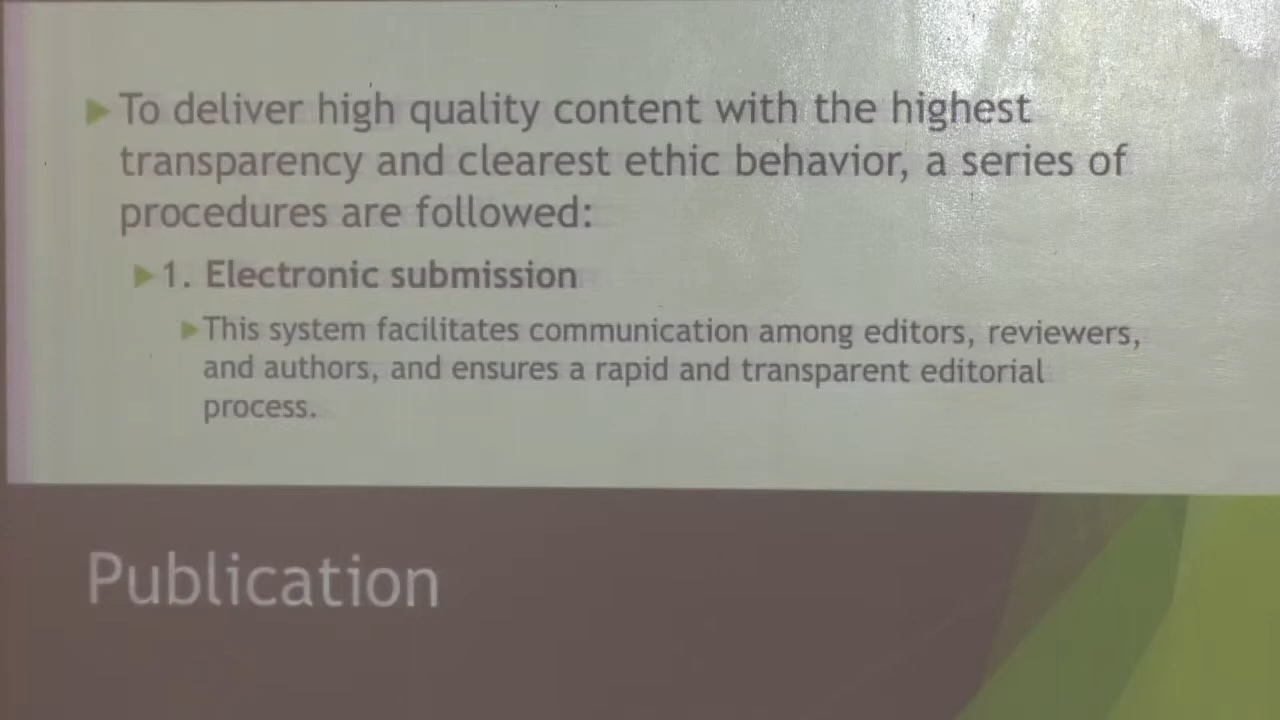 To deliver high quality content with the highest
transparency and clearest ethic behavior, a series of
procedures are followed:
1. Electronic submission
This system facilitates communication among editors, reviewers,
and authors, and ensures a rapid and transparent editorial
process.
Publication